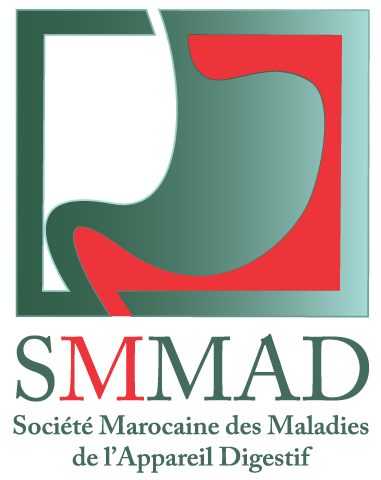 SMMAD
Société Marocaine des Maladies
de l'Appareil Digestif